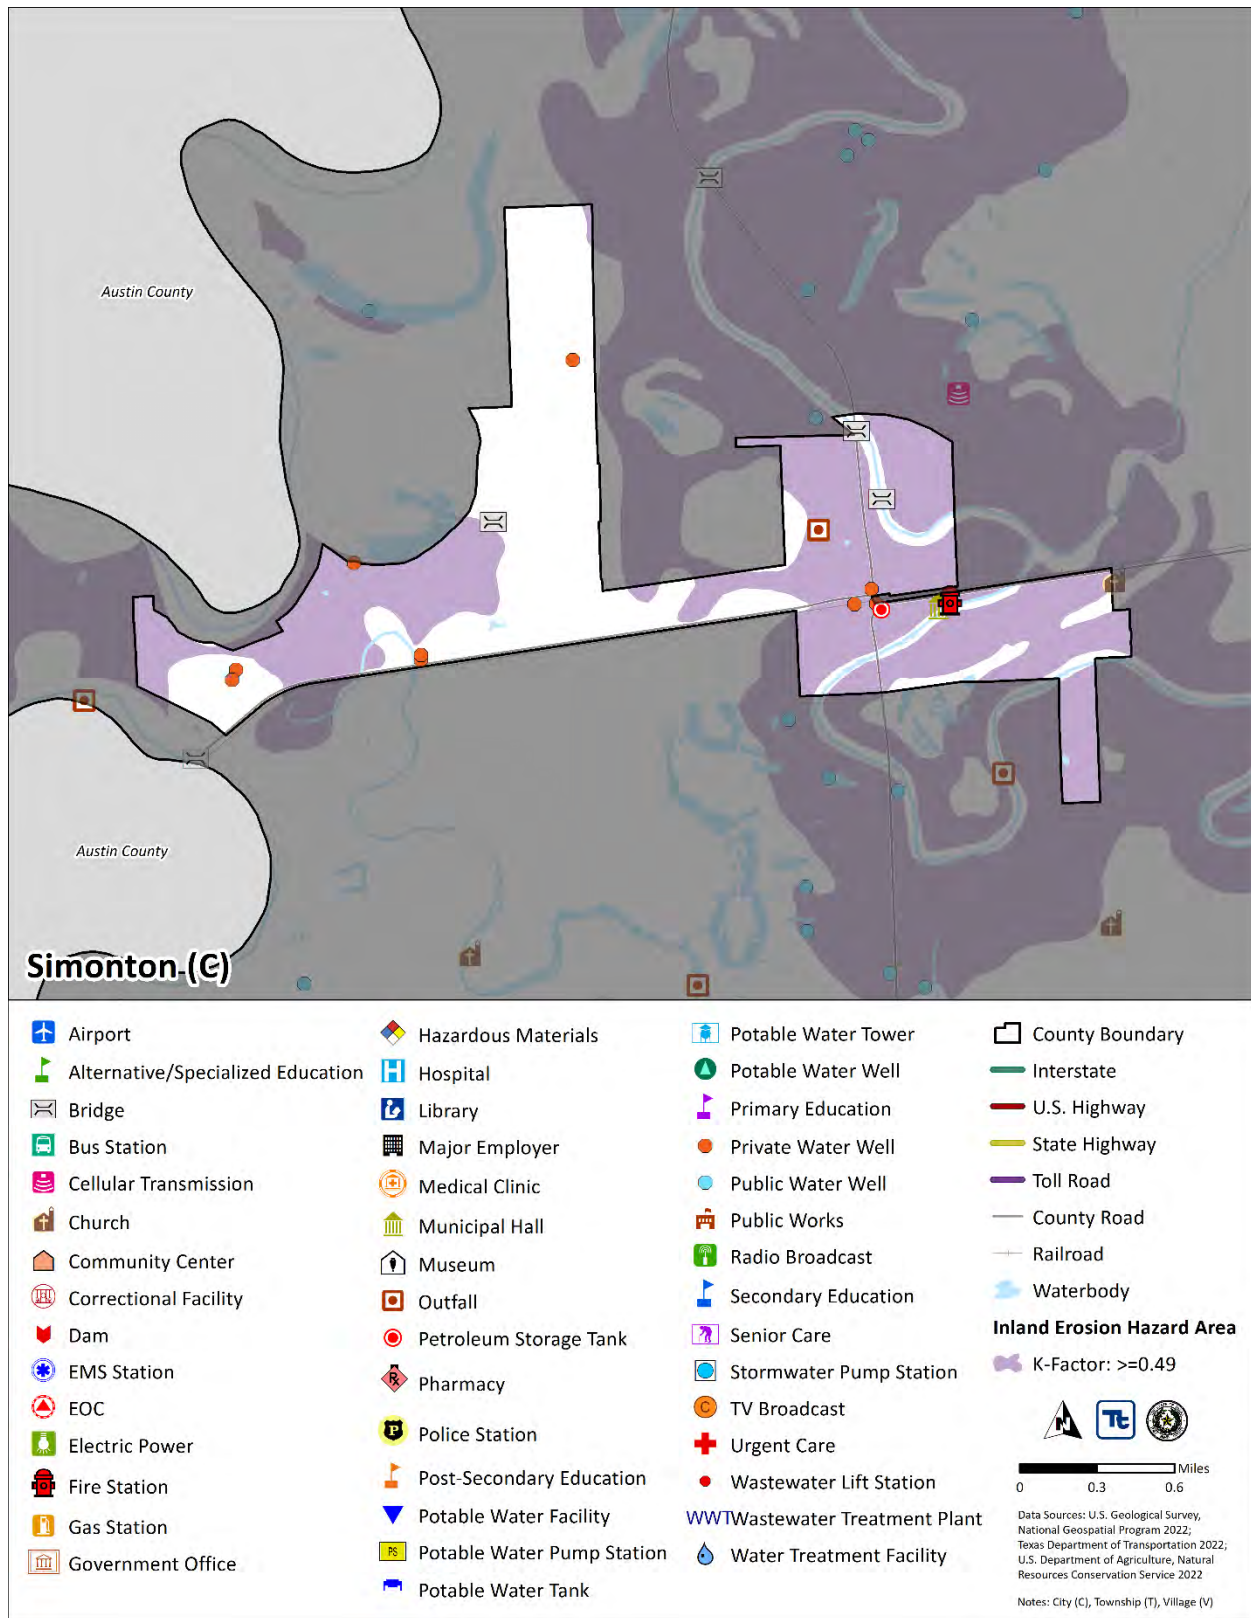 Austin County
Austin County
Simonton (C)
Airport
Alternative/Specialized Education
Bridge
Bus Station
Cellular Transmission
Church
Community Center
Correctional Facility
Dam
EMS Station
EOC
Electric Power
Fire Station
Gas Station
Government Office
Hazardous Materials
H Hospital
Library
Major Employer
Medical Clinic
Municipal Hall
Museum
Outfall
Petroleum Storage Tank
Rx Pharmacy
P Police Station
Post-Secondary Education
Potable Water Facility
PS Potable Water Pump Station
Potable Water Tank
Potable Water Tower
Potable Water Well
Primary Education
Private Water Well
Public Water Well
Public Works
Radio Broadcast
Secondary Education
Senior Care
Stormwater Pump Station
C TV Broadcast
Urgent Care
Wastewater Lift Station
WWT Wastewater Treatment Plant
Water Treatment Facility
County Boundary
Interstate
U.S. Highway
State Highway
Toll Road
County Road
Railroad
Waterbody
Inland Erosion Hazard Area
K-Factor: >=0.49
N Tt
Miles
0 0.3 0.6
Data Sources: U.S. Geological Survey,
National Geospatial Program 2022;
Texas Department of Transportation 2022;
U.S. Department of Agriculture, Natural
Resources Conservation Service 2022
Notes: City (C), Township (T), Village (V)